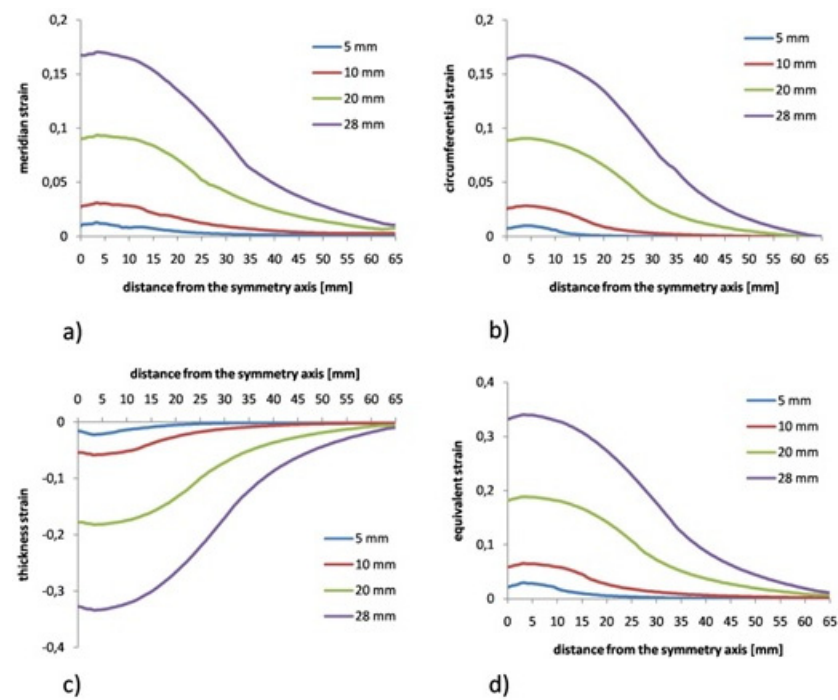 0,2
0,15
0,1
0,05
0
meridian strain
5 mm
10 mm
20 mm
28 mm
0 5 10 15 20 25 30 35 40 45 50 55 60 65
distance from the symmetry axis [mm]
a)
0,2
0,15
0,1
0,05
0
circumferential strain
5 mm
10 mm
20 mm
28 mm
0 5 10 15 20 25 30 35 40 45 50 55 60 65
distance from the symmetry axis [mm]
b)
distance from the symmetry axis [mm]
0 5 10 15 20 25 30 35 40 45 50 55 60 65
0
-0,1
-0,2
-0,3
-0,4
thickness strain
5 mm
10 mm
20 mm
28 mm
c)
0,4
0,3
0,2
0,1
0
equivalent strain
5 mm
10 mm
20 mm
28 mm
0 5 10 15 20 25 30 35 40 45 50 55 60 65
distance from the symmetry axis [mm]
d)